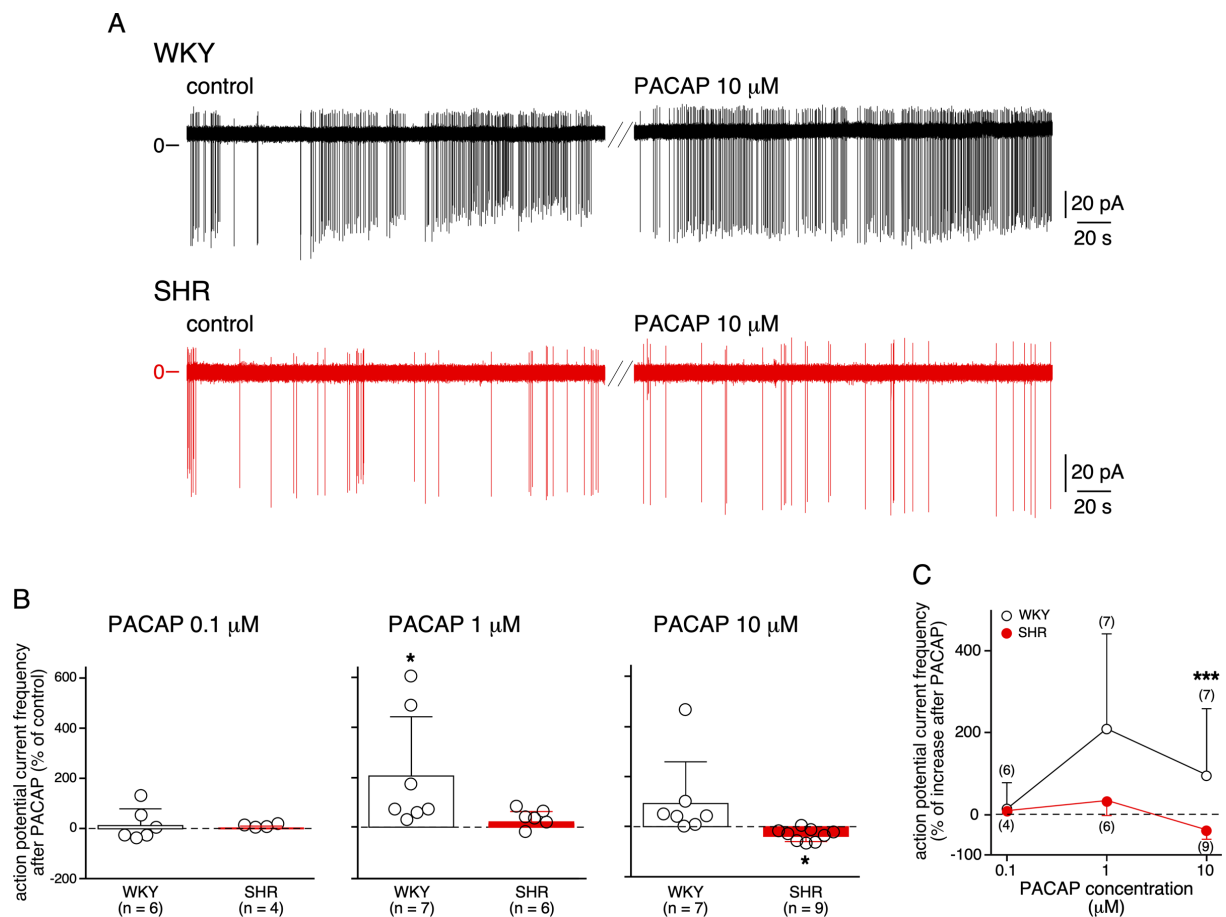 A
WKY
control
PACAP 10 μM
0
20 pA
20 s
SHR
control
PACAP 10 μM
0
20 pA
20 s
B
PACAP 0.1 μM
PACAP 1 μM
PACAP 10 μM
action potential current frequency
after PACAP (% of control)
600
400
200
0
-200
*
*
WKY
(n = 6)
SHR
(n = 4)
WKY
(n = 7)
SHR
(n = 6)
WKY
(n = 7)
SHR
(n = 9)
C
action potential current frequency
(% of increase after PACAP)
WKY
SHR
400
200
0
-100
(6)
(4)
(7)
(6)
***
(7)
(9)
0.1
1
10
PACAP concentration
(μM)